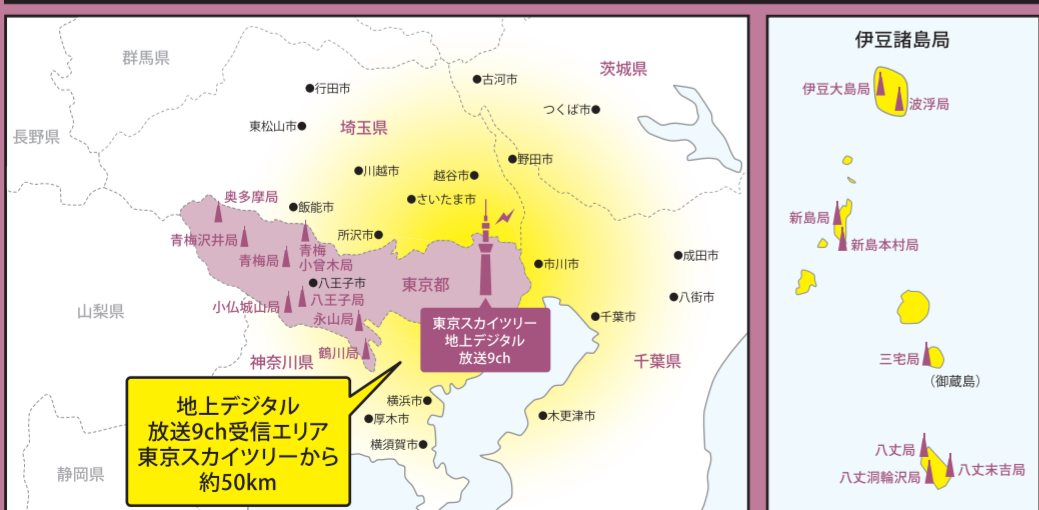 群馬県
茨城県
長野県
埼玉県
古河市
行田市
つくば市
東松山市
野田市
川越市
越谷市
さいたま市
奥多摩局
飯能市
所沢市
青梅沢井局
青梅局
青梅
小曾木局
八王子市
東京都
市川市
成田市
八街市
千葉市
山梨県
小仏城山局
八王子局
永山局
鶴川局
神奈川県
東京スカイツリー
地上デジタル
放送9ch
千葉県
地上デジタル
放送9ch受信エリア
東京スカイツリーから
約50km
横浜市
厚木市
横須賀市
木更津市
静岡県
伊豆諸島局
伊豆大島局
波浮局
新島局
新島本村局
三宅局
（御蔵島）
八丈局
八丈洞輪沢局
八丈末吉局